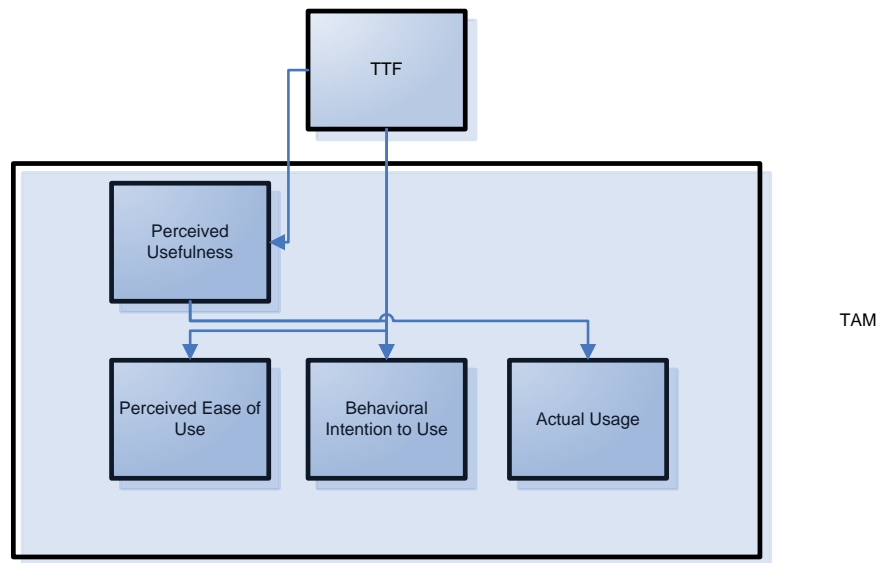 TTF
Perceived
Usefulness
TAM
Perceived Ease of
Use
Behavioral
Intention to Use
Actual Usage